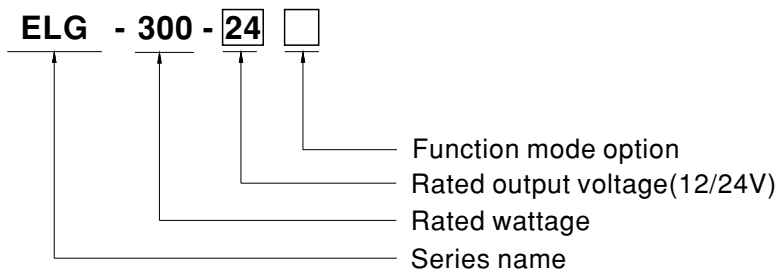 ELG - 300 - 24
Function mode option
Rated output voltage(12/24V)
Rated wattage
Series name